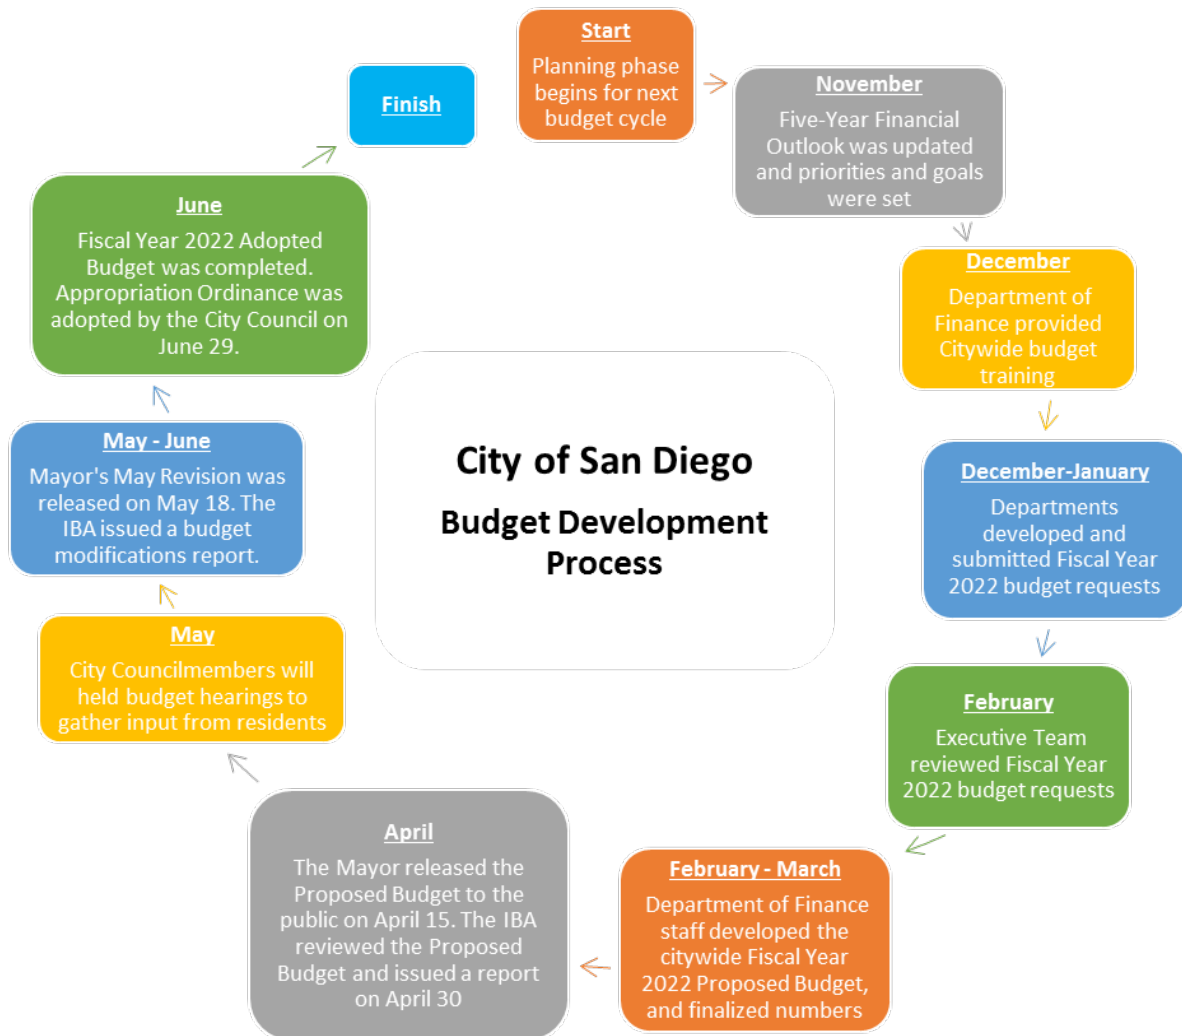 Start
Planning phase
begins for next
budget cycle
November
Five-Year Financial
Outlook was updated
and priorities and goals
were set
December
Department of
Finance provided
Citywide budget
training
December-January
Departments
developed and
submitted Fiscal Year
2022 budget requests
February
Executive Team
reviewed Fiscal Year
2022 budget requests
February - March
Department of Finance
staff developed the
citywide Fiscal Year
2022 Proposed Budget,
and finalized numbers
April
The Mayor released the
Proposed Budget to the
public on April 15. The IBA
reviewed the Proposed
Budget and issued a report
on April 30
May
City Councilmembers will
held budget hearings to
gather input from residents
May - June
Mayor's May Revision was
released on May 18. The
IBA issued a budget
modifications report.
June
Fiscal Year 2022 Adopted
Budget was completed.
Appropriation Ordinance was
adopted by the City Council on
June 29.
Finish
City of San Diego
Budget Development
Process